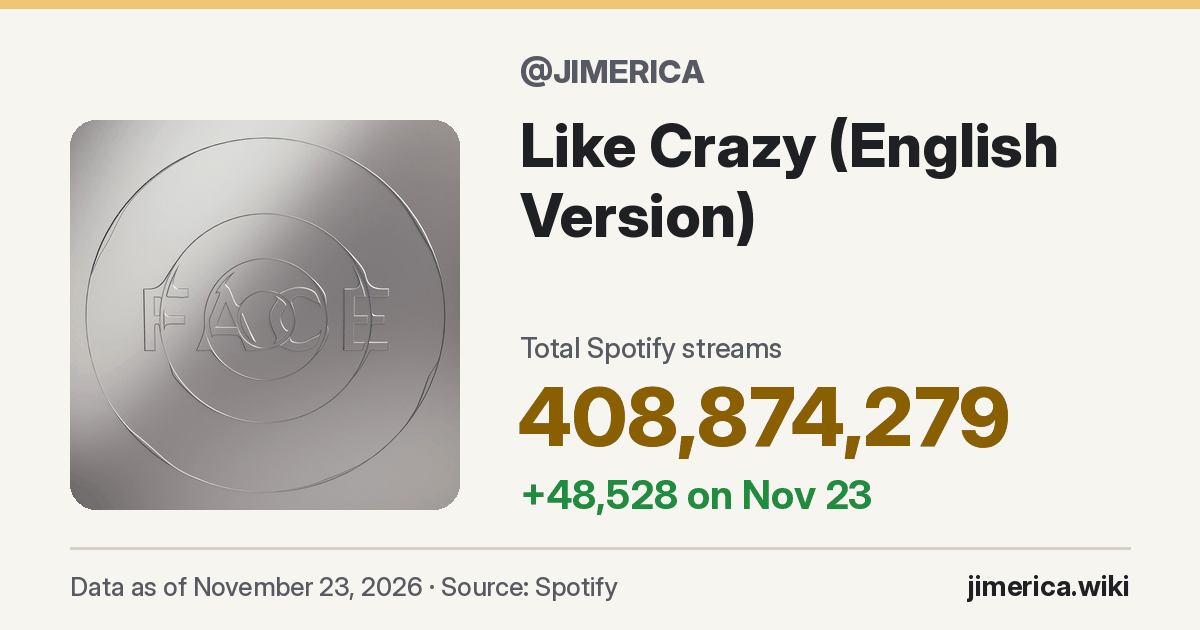 @JIMERICA
Like Crazy (English
Version)
FACE
Total Spotify streams
408,874,279
+48,528 on Nov 23
Data as of November 23, 2026 · Source: Spotify
jimerica.wiki